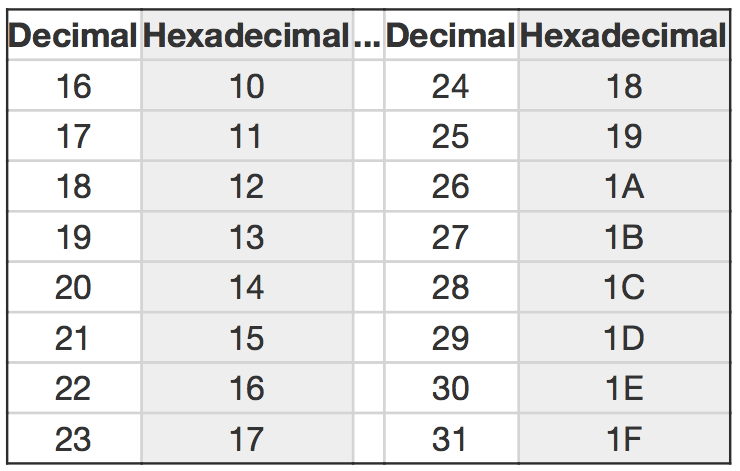 Decimal Hexadecimal ... Decimal Hexadecimal
16 10 24 18
17 11 25 19
18 12 26 1A
19 13 27 1B
20 14 28 1C
21 15 29 1D
22 16 30 1E
23 17 31 1F